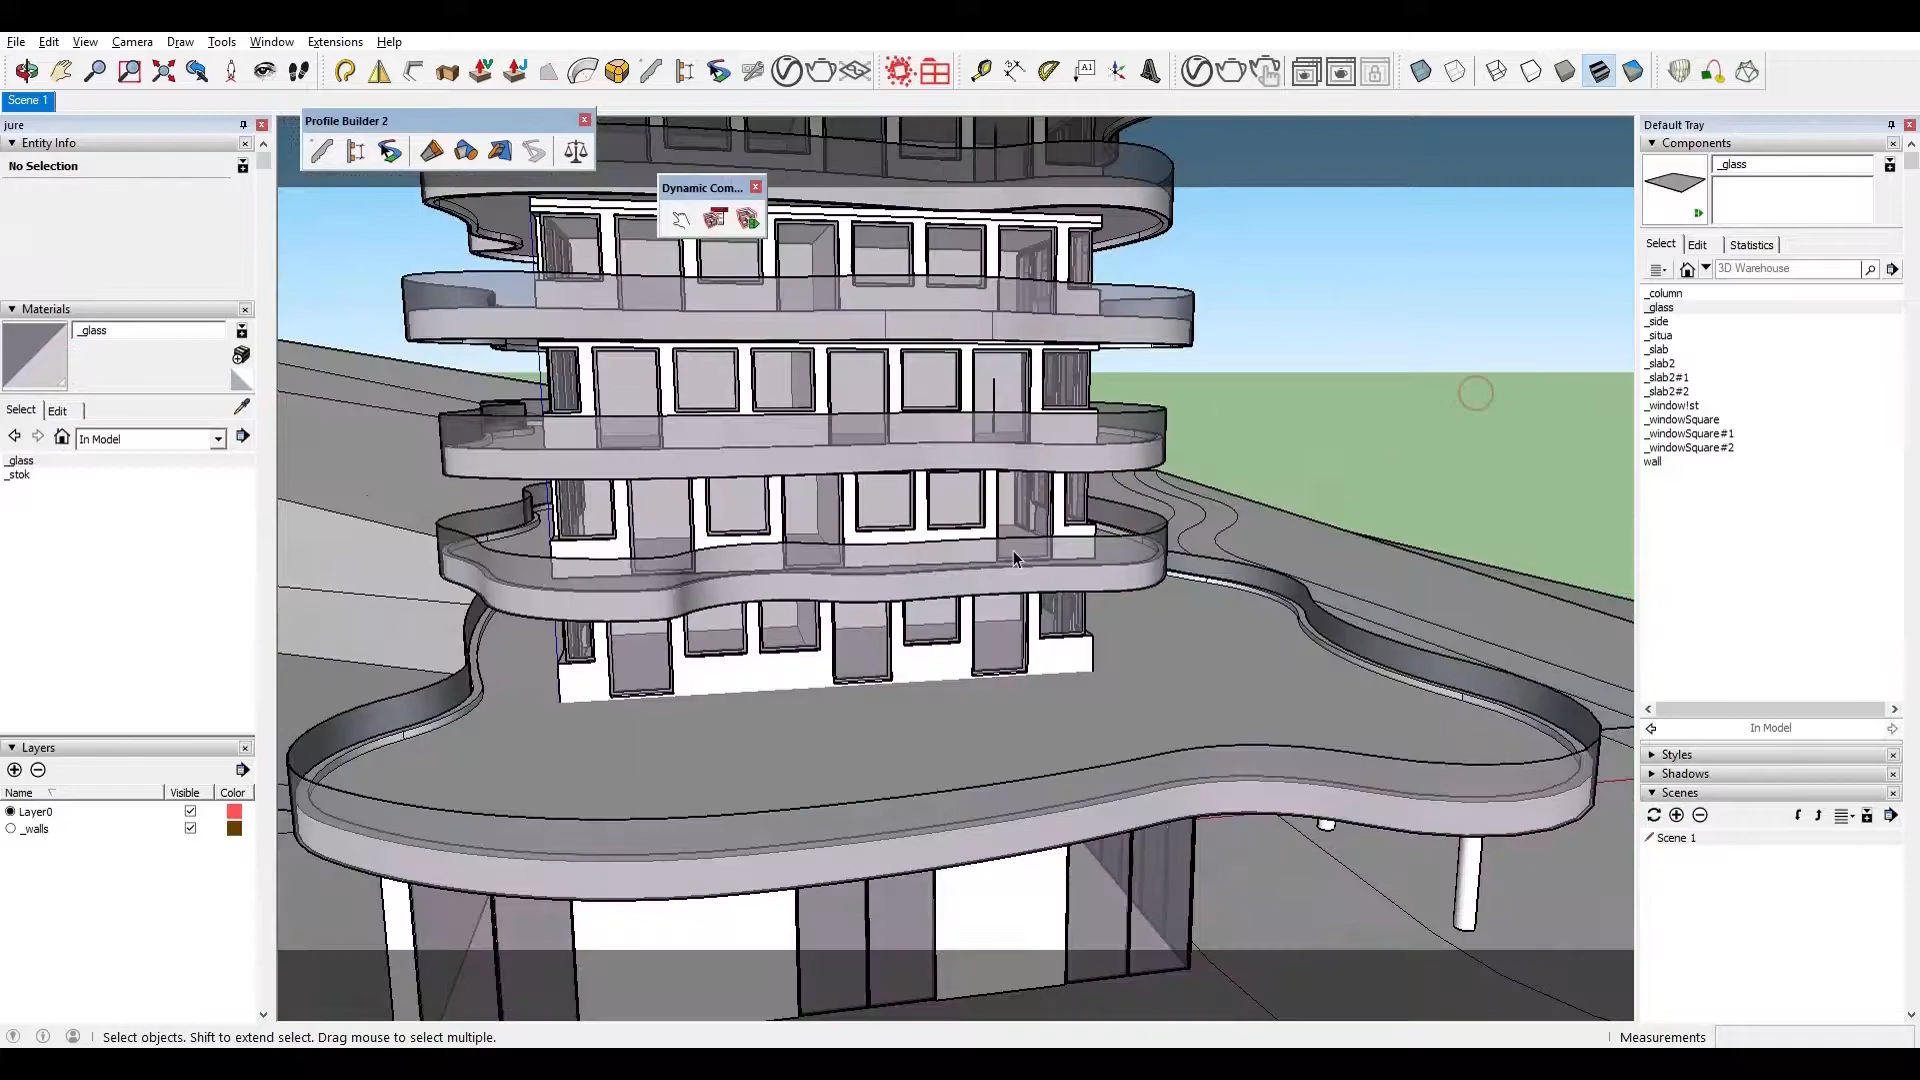 File Edit View Camera Draw Tools Window Extensions Help
A1
Scene 1
jure
Entity Info
No Selection
Materials
_glass
Select Edit
In Model
_glass
_stok
Layers
Name Visible Color
Layer0
_walls
Profile Builder 2
Dynamic Com...
Default Tray
Components
_glass
Select Edit Statistics
3D Warehouse
_column
_glass
_side
_situa
_slab
_slab2
_slab2#1
_slab2#2
_window!st
_windowSquare
_windowSquare#1
_windowSquare#2
wall
In Model
Styles
Shadows
Scenes
Scene 1
Select objects. Shift to extend select. Drag mouse to select multiple.
Measurements